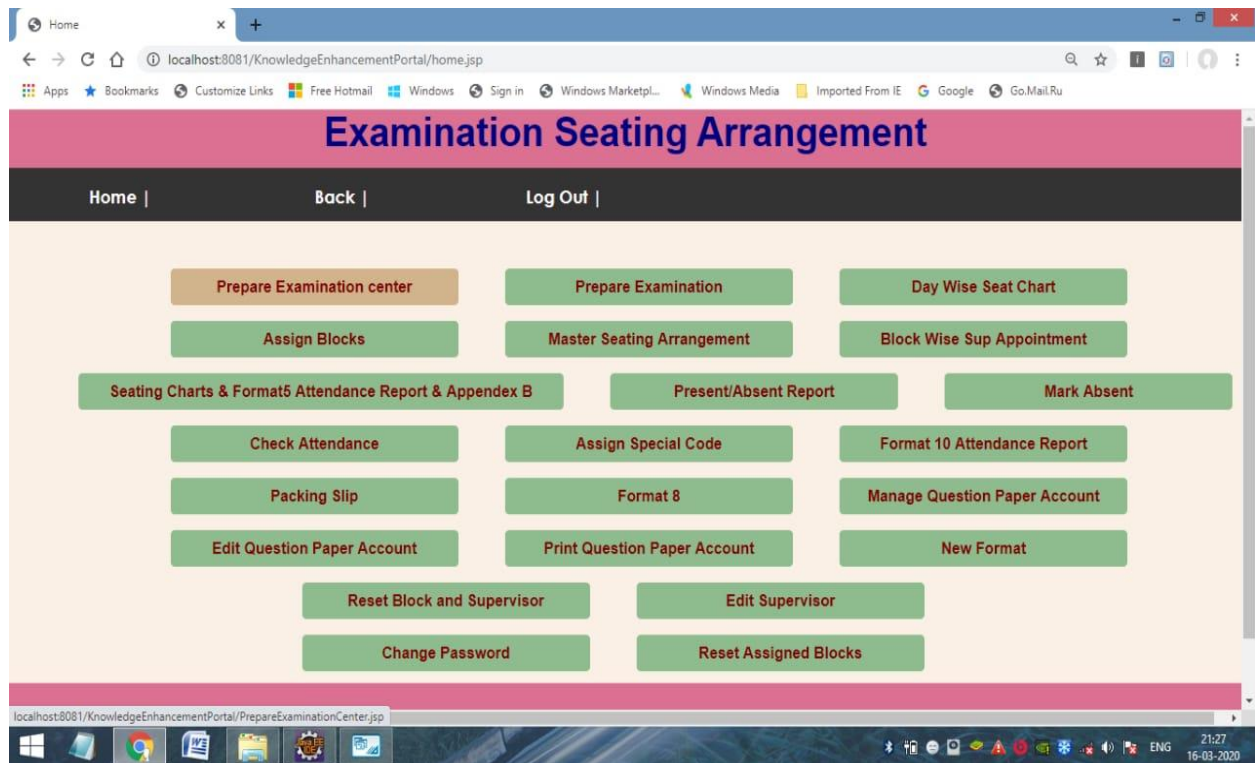 Home
localhost:8081/KnowledgeEnhancementPortal/home.jsp
Apps Bookmarks Customize Links Free Hotmail Windows Sign in Windows Marketpl... Windows Media Imported From IE Google Go.Mail.Ru
Examination Seating Arrangement
Home | Back | Log Out |
Prepare Examination center Prepare Examination Day Wise Seat Chart
Assign Blocks Master Seating Arrangement Block Wise Sup Appointment
Seating Charts & Format5 Attendance Report & Appendex B Present/Absent Report Mark Absent
Check Attendance Assign Special Code Format 10 Attendance Report
Packing Slip Format 8 Manage Question Paper Account
Edit Question Paper Account Print Question Paper Account New Format
Reset Block and Supervisor Edit Supervisor
Change Password Reset Assigned Blocks
localhost:8081/KnowledgeEnhancementPortal/PrepareExaminationCenter.jsp
ENG 21:27
16-03-2020